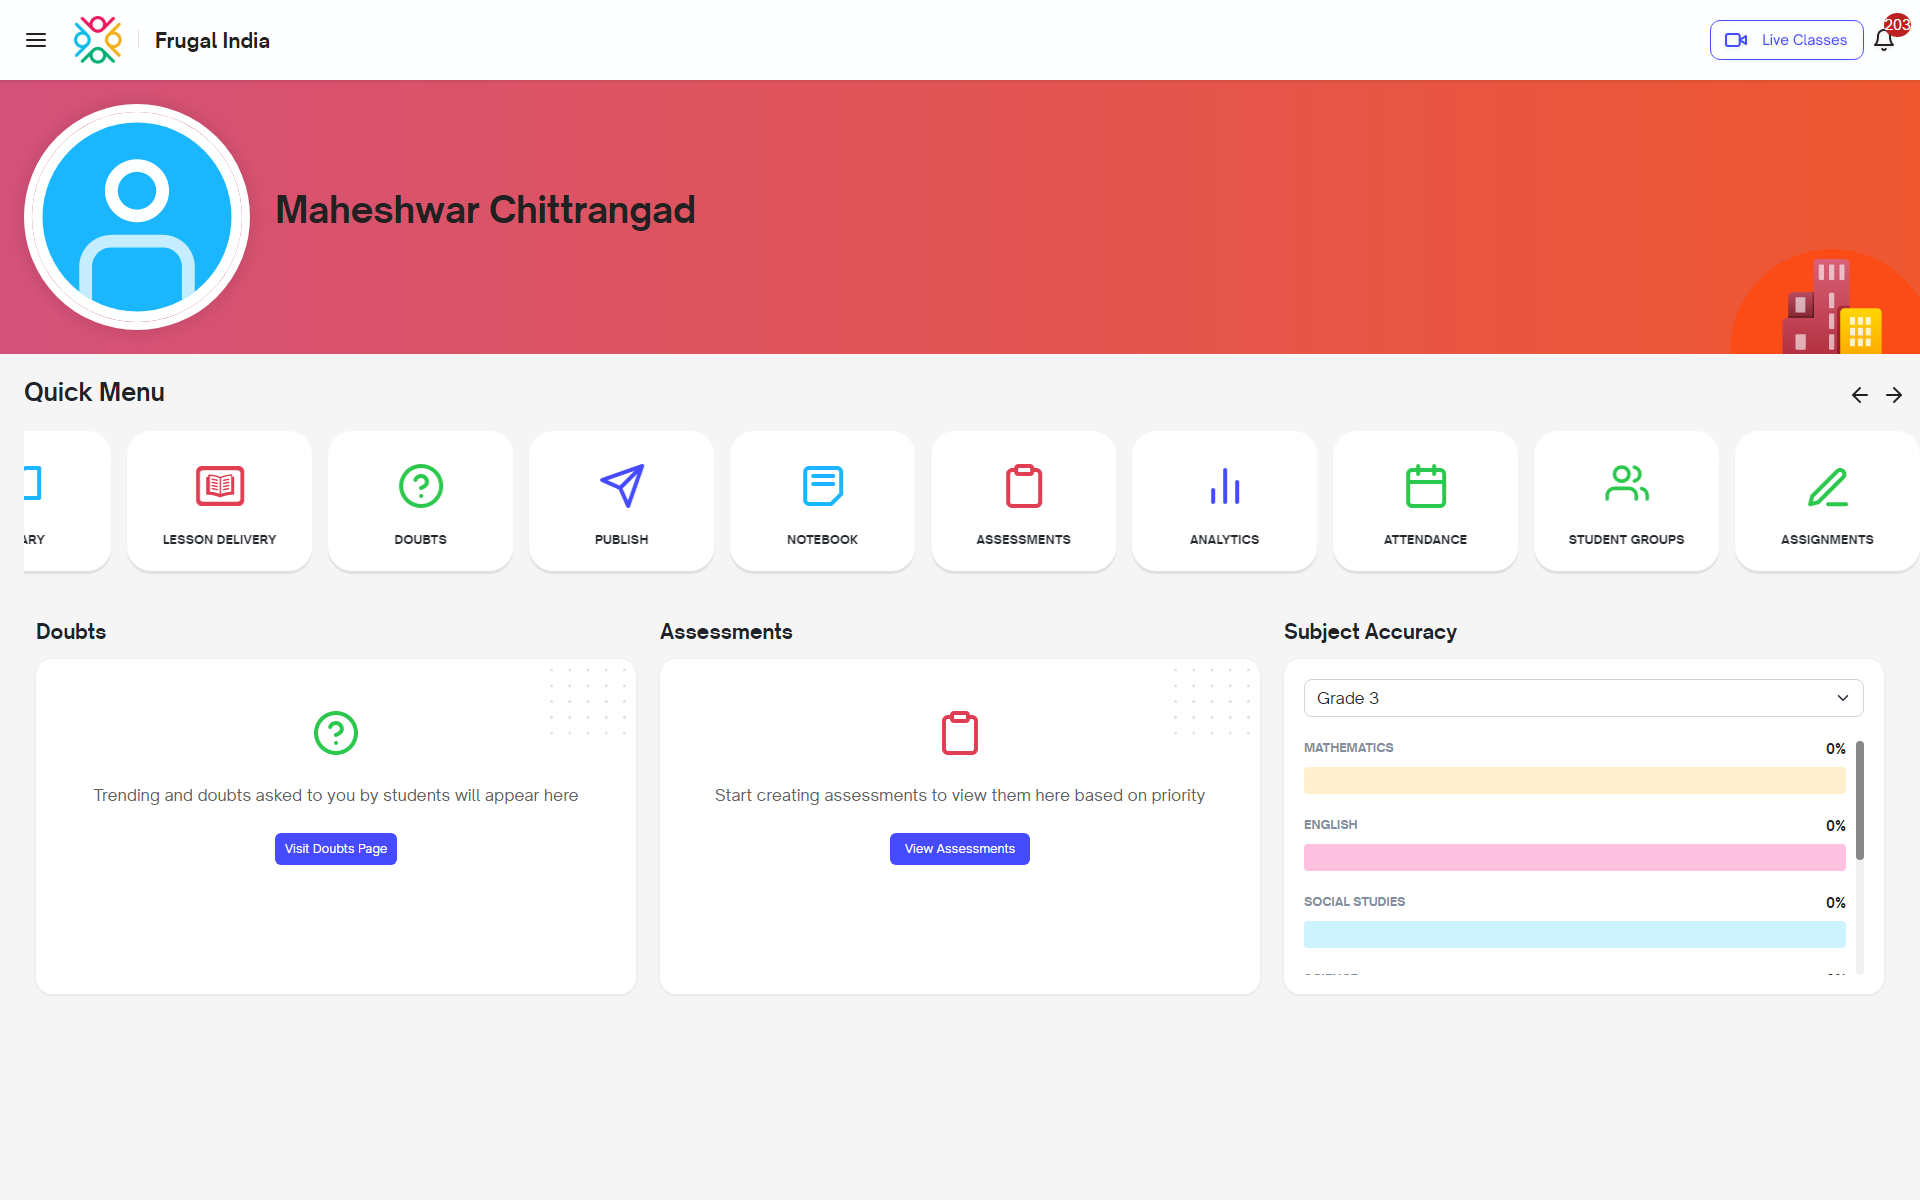 Frugal India
Live Classes
203
Maheshwar Chittrangad
Quick Menu
LESSON DELIVERY
DOUBTS
PUBLISH
NOTEBOOK
ASSESSMENTS
ANALYTICS
ATTENDANCE
STUDENT GROUPS
ASSIGNMENTS
Doubts
Trending and doubts asked to you by students will appear here
Visit Doubts Page
Assessments
Start creating assessments to view them here based on priority
View Assessments
Subject Accuracy
Grade 3
MATHEMATICS 0%
ENGLISH 0%
SOCIAL STUDIES 0%